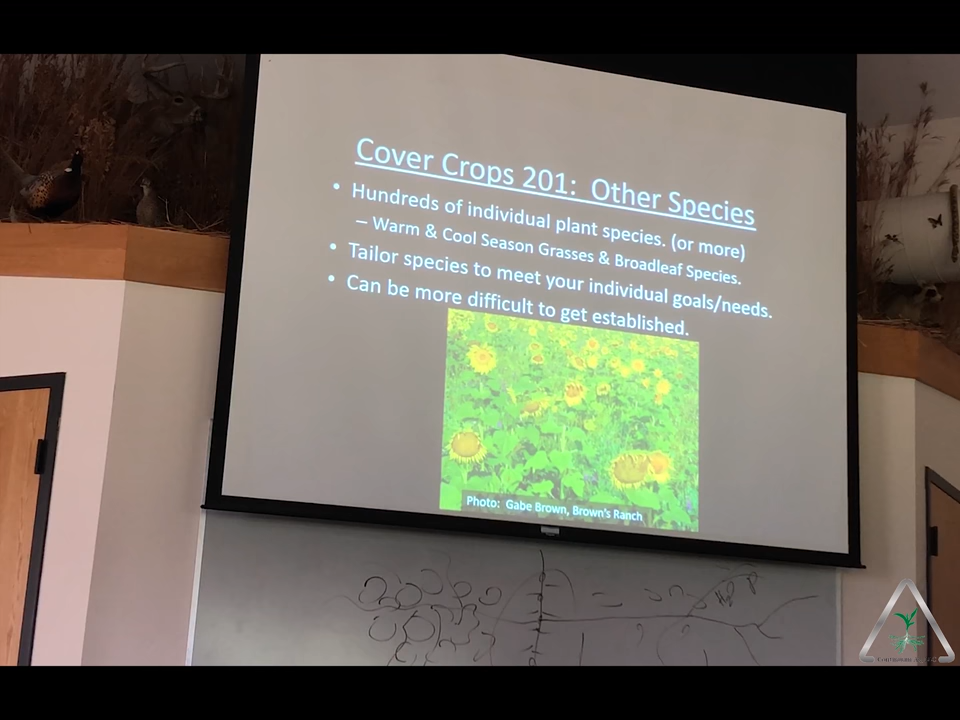 Cover Crops 201: Other Species
• Hundreds of individual plant species. (or more)
– Warm & Cool Season Grasses & Broadleaf Species.
• Tailor species to meet your individual goals/needs.
• Can be more difficult to get established.
Photo: Gabe Brown, Brown's Ranch